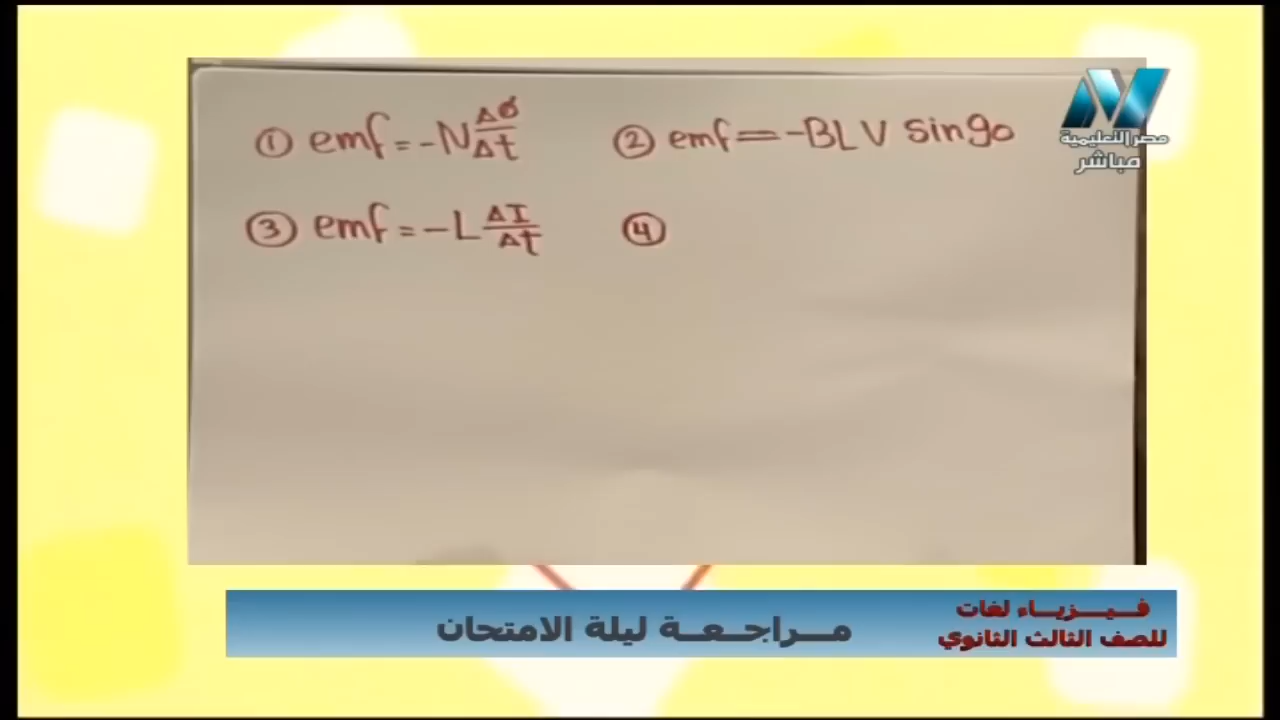 ① emf = -N Δø/Δt ② emf = -BLV Sin90
③ emf = -L ΔI/Δt ④
مصر التعليمية
مباشر
فيزياء لغات
للصف الثالث الثانوي
مراجعة ليلة الامتحان